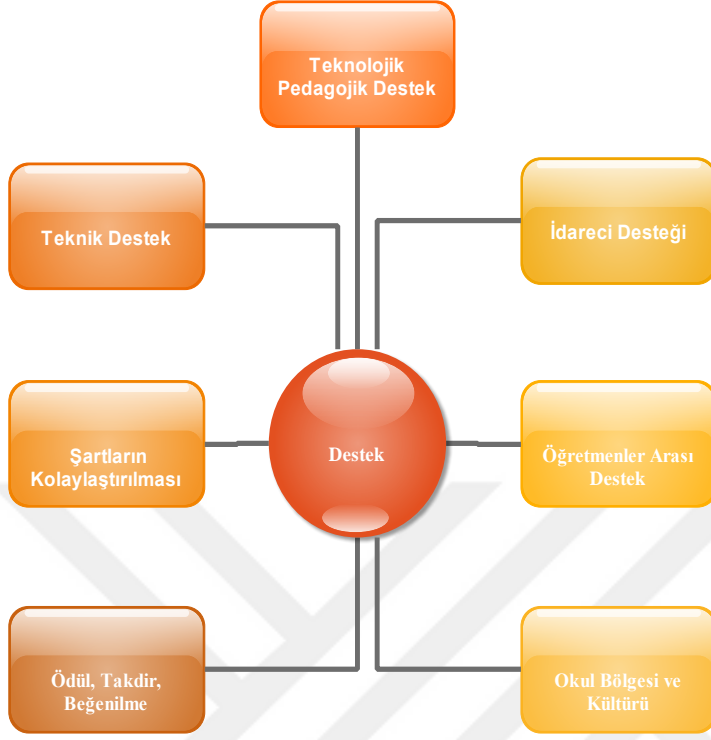 Teknolojik
Pedagojik Destek
Teknik Destek
İdareci Desteği
Şartların
Kolaylaştırılması
Destek
Öğretmenler Arası
Destek
Ödül, Takdir,
Beğenilme
Okul Bölgesi ve
Kültürü